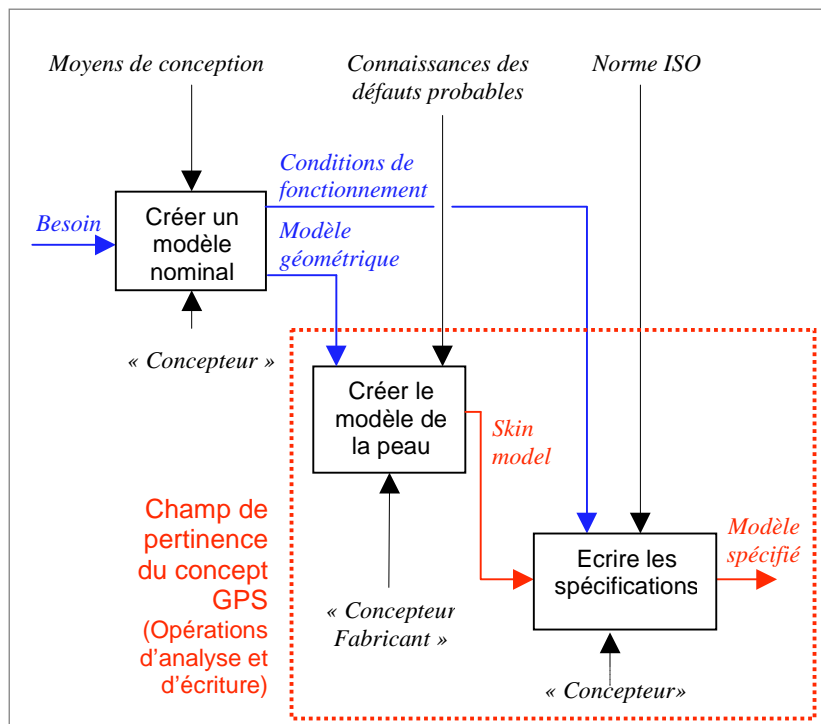 Moyens de conception
Connaissances des
défauts probables
Norme ISO
Conditions de
fonctionnement
Besoin
Créer un
modèle
nominal
Modèle
géométrique
« Concepteur »
Créer le
modèle de
la peau
Skin
model
Champ de
pertinence
du concept
GPS
(Opérations
d'analyse et
d'écriture)
Ecrire les
spécifications
Modèle
spécifié
« Concepteur
Fabricant »
« Concepteur»